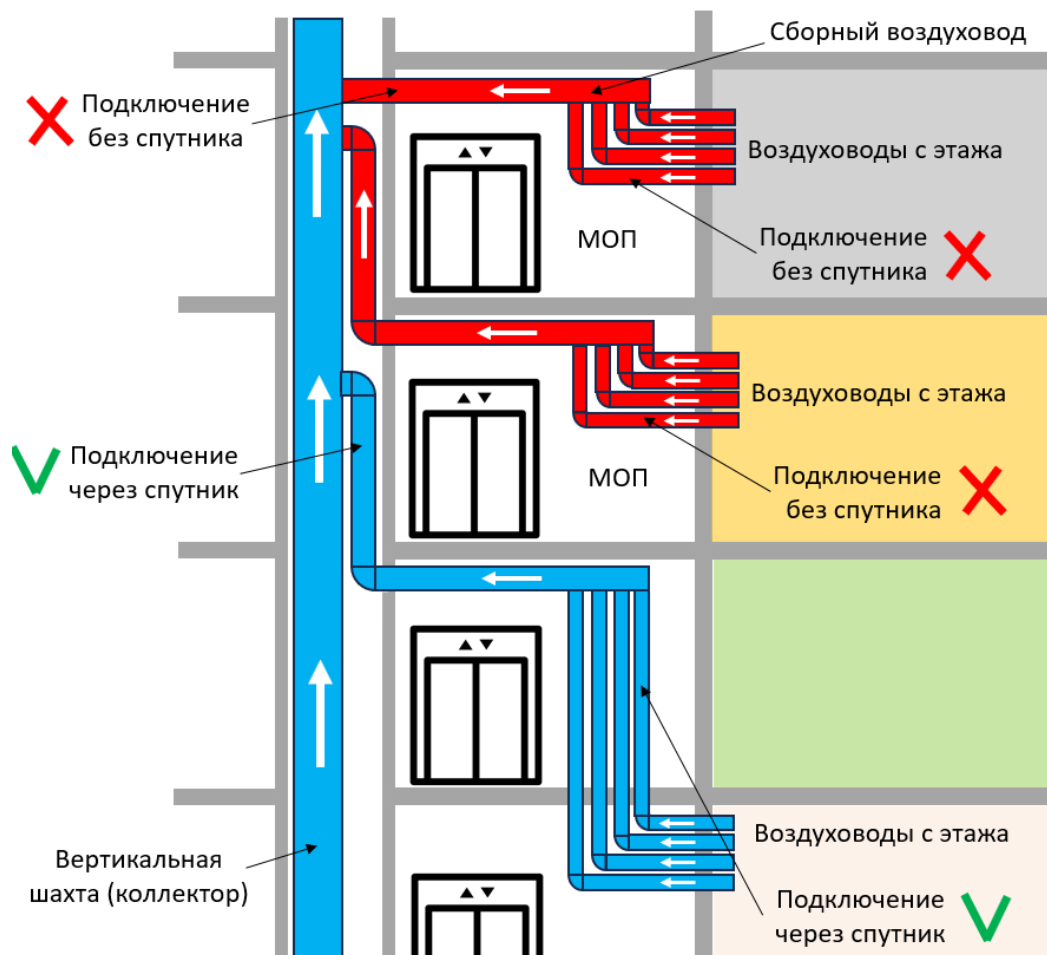 Сборный воздуховод
Подключение
без спутника
Воздуховоды с этажа
МОП
Подключение
без спутника
Воздуховоды с этажа
Подключение
через спутник
МОП
Подключение
без спутника
Воздуховоды с этажа
Вертикальная
шахта (коллектор)
Подключение
через спутник